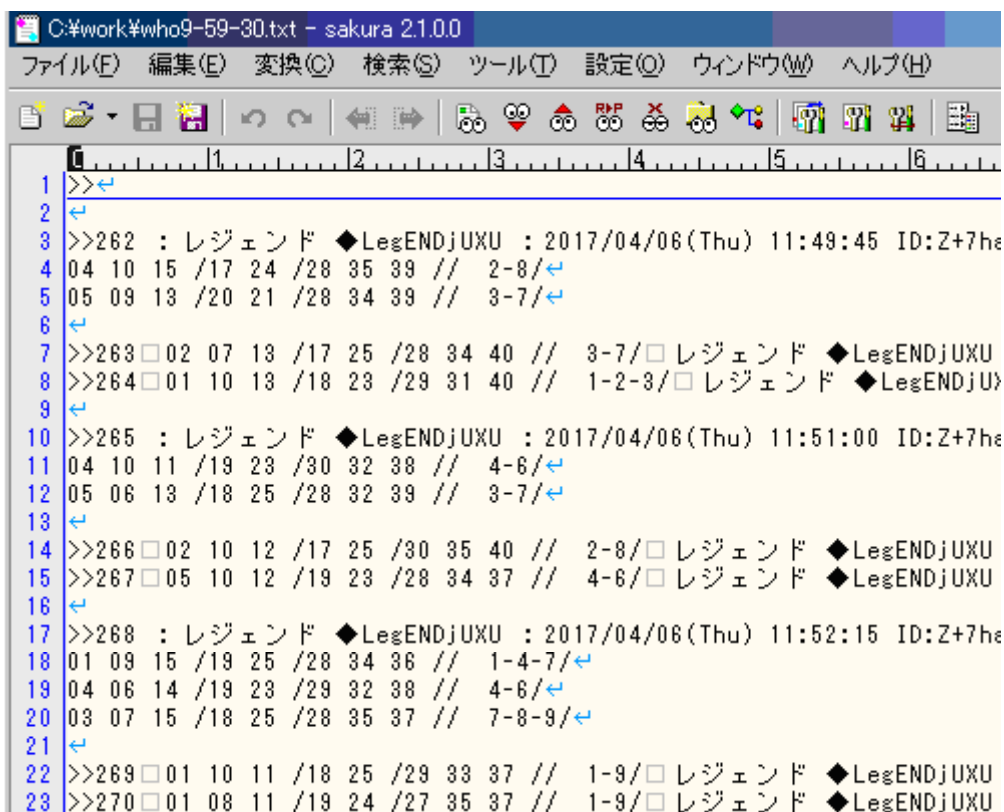 C:¥work¥who9-59-30.txt - sakura 2.1.0.0
ファイル(F) 編集(E) 変換(C) 検索(S) ツール(T) 設定(O) ウィンドウ(W) ヘルプ(H)
0 1 2 3 4 5 6
1 >>↵
2 ↵
3 >>262 : レジェンド ◆LegENDjUXU : 2017/04/06(Thu) 11:49:45 ID:Z+7ha
4 04 10 15 /17 24 /28 35 39 // 2-8/↵
5 05 09 13 /20 21 /28 34 39 // 3-7/↵
6 ↵
7 >>263□02 07 13 /17 25 /28 34 40 // 3-7/□レジェンド ◆LegENDjUXU
8 >>264□01 10 13 /18 23 /29 31 40 // 1-2-3/□レジェンド ◆LegENDjUX
9 ↵
10 >>265 : レジェンド ◆LegENDjUXU : 2017/04/06(Thu) 11:51:00 ID:Z+7ha
11 04 10 11 /19 23 /30 32 38 // 4-6/↵
12 05 06 13 /18 25 /28 32 39 // 3-7/↵
13 ↵
14 >>266□02 10 12 /17 25 /30 35 40 // 2-8/□レジェンド ◆LegENDjUXU
15 >>267□05 10 12 /19 23 /28 34 37 // 4-6/□レジェンド ◆LegENDjUXU
16 ↵
17 >>268 : レジェンド ◆LegENDjUXU : 2017/04/06(Thu) 11:52:15 ID:Z+7ha
18 01 09 15 /19 25 /28 34 36 // 1-4-7/↵
19 04 06 14 /19 23 /29 32 38 // 4-6/↵
20 03 07 15 /18 25 /28 35 37 // 7-8-9/↵
21 ↵
22 >>269□01 10 11 /18 25 /29 33 37 // 1-9/□レジェンド ◆LegENDjUXU
23 >>270□01 08 11 /19 24 /27 35 37 // 1-9/□レジェンド ◆LegENDjUXU